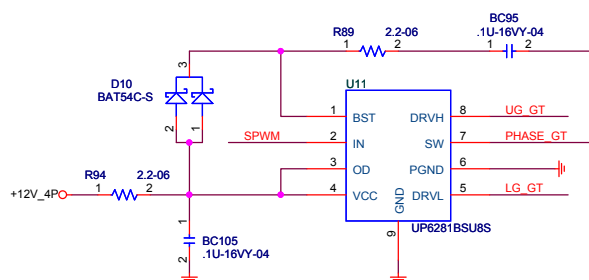 BC95
R89 2.2-06 .1U-16VY-04
1 2 1 2
3
D10
BAT54C-S
2 1
U11
1 BST DRVH 8 UG_GT
SPWM 2 IN SW 7 PHASE_GT
3 OD PGND 6
R94 2.2-06
+12V_4P 1 2 4 VCC DRVL 5 LG_GT
GND
UP6281BSU8S
9
1
BC105
.1U-16VY-04
2